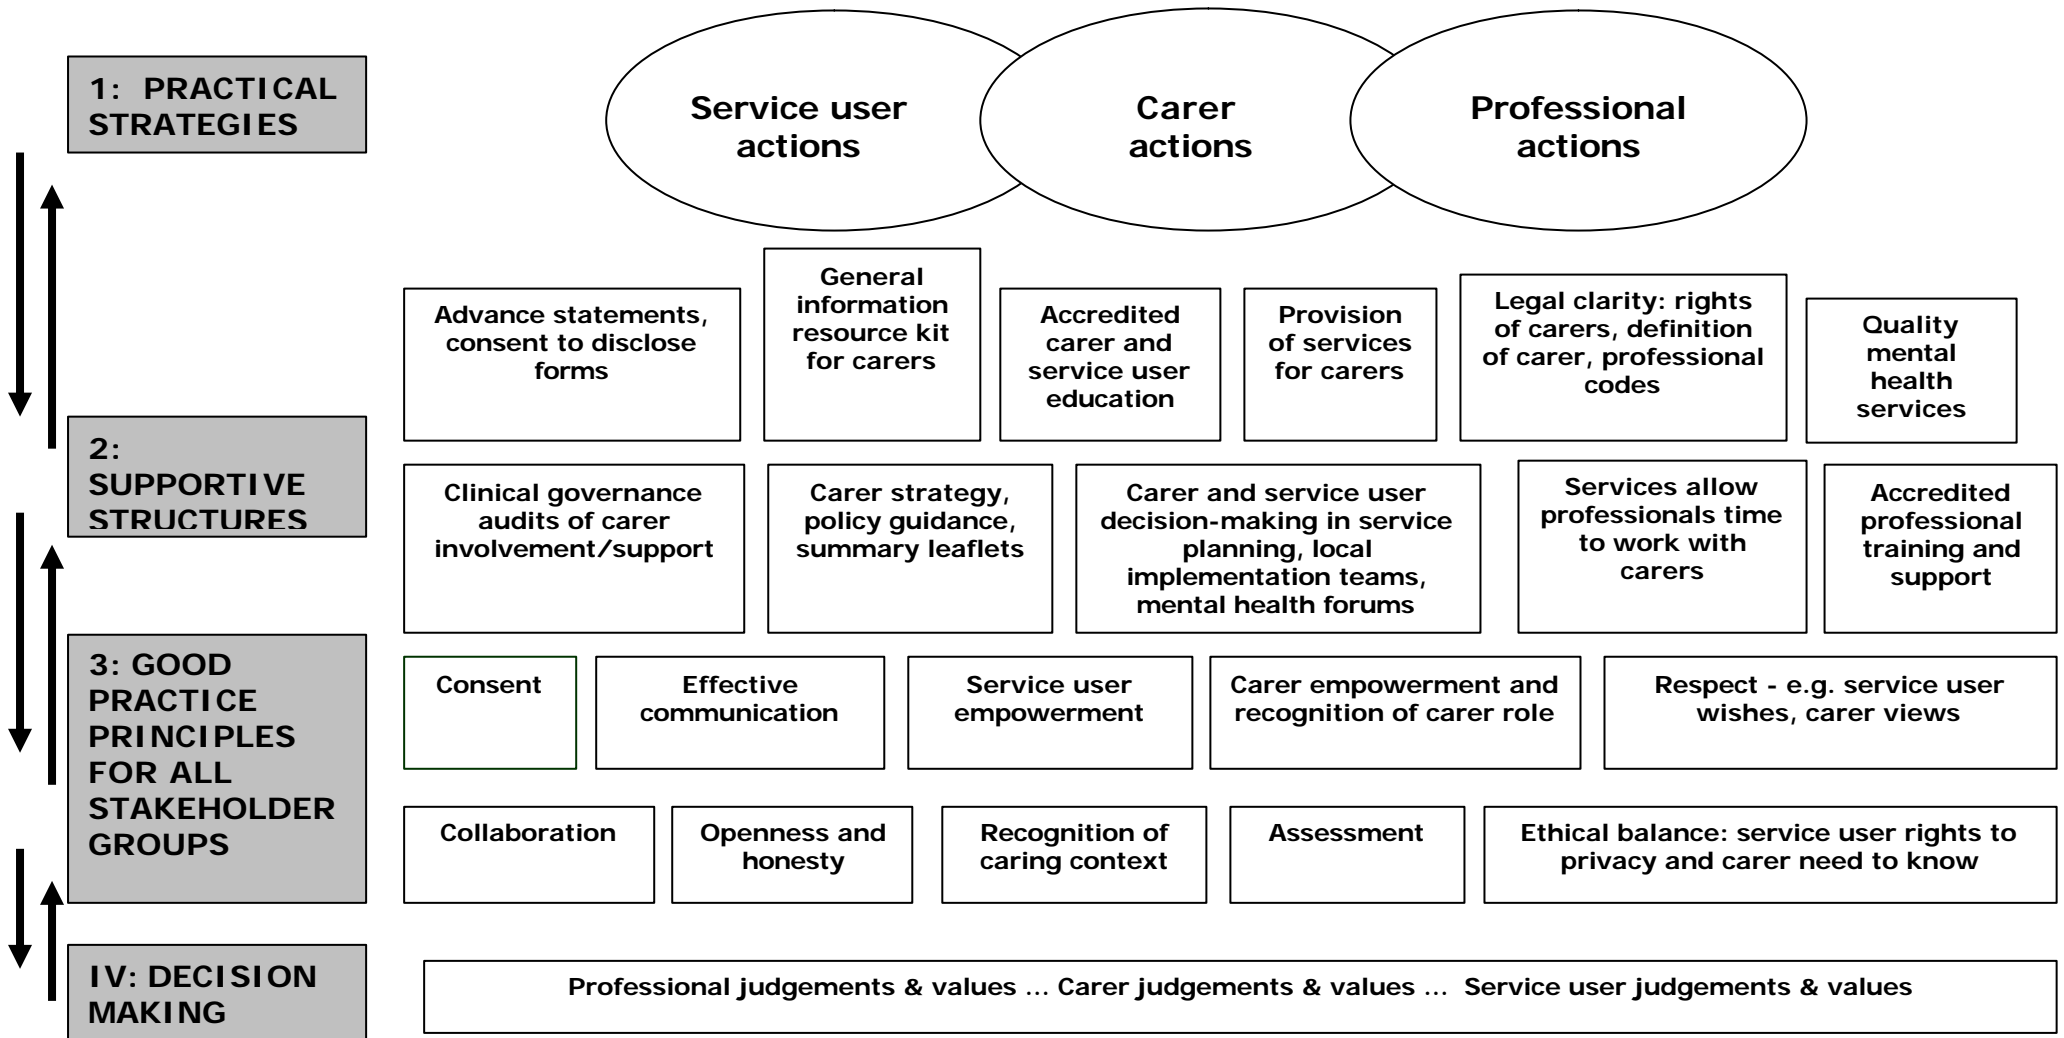 1: PRACTICAL
STRATEGIES
Service user
actions
Carer
actions
Professional
actions
2:
SUPPORTIVE
STRUCTURES
Advance statements,
consent to disclose
forms
General
information
resource kit
for carers
Accredited
carer and
service user
education
Provision
of services
for carers
Legal clarity: rights
of carers, definition
of carer, professional
codes
Quality
mental
health
services
Clinical governance
audits of carer
involvement/support
Carer strategy,
policy guidance,
summary leaflets
Carer and service user
decision-making in service
planning, local
implementation teams,
mental health forums
Services allow
professionals time
to work with
carers
Accredited
professional
training and
support
3: GOOD
PRACTICE
PRINCIPLES
FOR ALL
STAKEHOLDER
GROUPS
Consent
Effective
communication
Service user
empowerment
Carer empowerment and
recognition of carer role
Respect - e.g. service user
wishes, carer views
Collaboration
Openness and
honesty
Recognition of
caring context
Assessment
Ethical balance: service user rights to
privacy and carer need to know
IV: DECISION
MAKING
Professional judgements & values ... Carer judgements & values ... Service user judgements & values